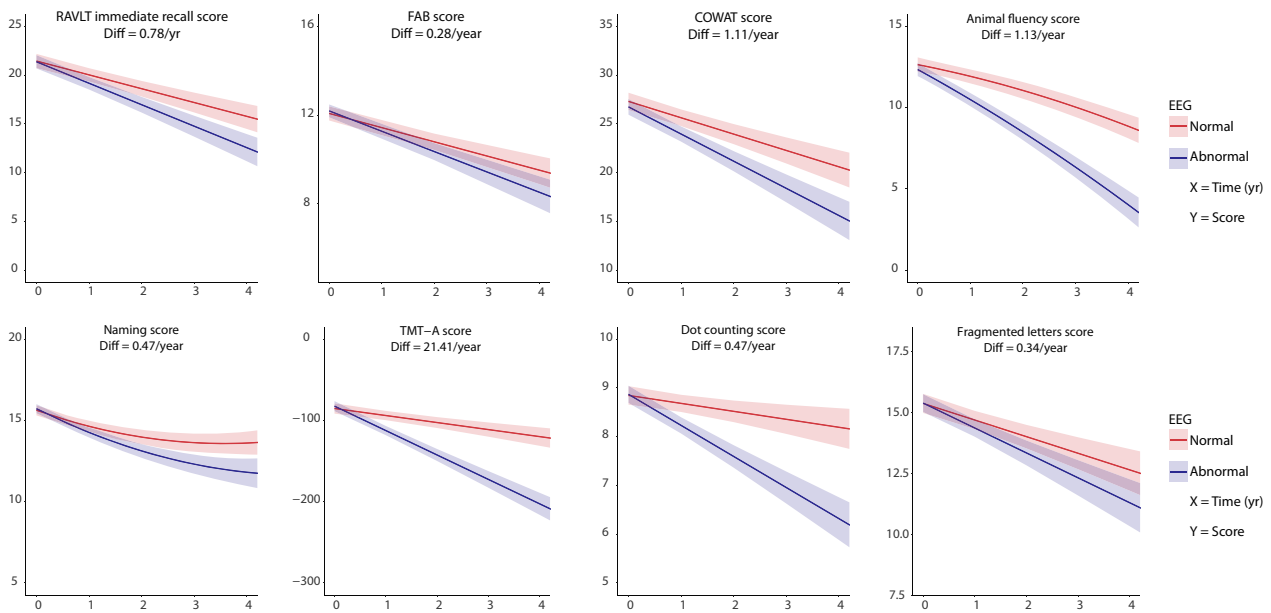 RAVLT immediate recall score
Diff = 0.78/yr
25
20
15
10
5
0
0 1 2 3 4
FAB score
Diff = 0.28/year
16
12
8
0 1 2 3 4
COWAT score
Diff = 1.11/year
35
30
25
20
15
10
0 1 2 3 4
Animal fluency score
Diff = 1.13/year
15
10
5
0
0 1 2 3 4
EEG
Normal
Abnormal
X = Time (yr)
Y = Score
Naming score
Diff = 0.47/year
20
15
10
5
0 1 2 3 4
TMT−A score
Diff = 21.41/year
0
−100
−200
−300
0 1 2 3 4
Dot counting score
Diff = 0.47/year
9
9
8
7
6
5
0 1 2 3 4
Fragmented letters score
Diff = 0.34/year
17.5
15.0
12.5
10.0
7.5
0 1 2 3 4
EEG
Normal
Abnormal
X = Time (yr)
Y = Score